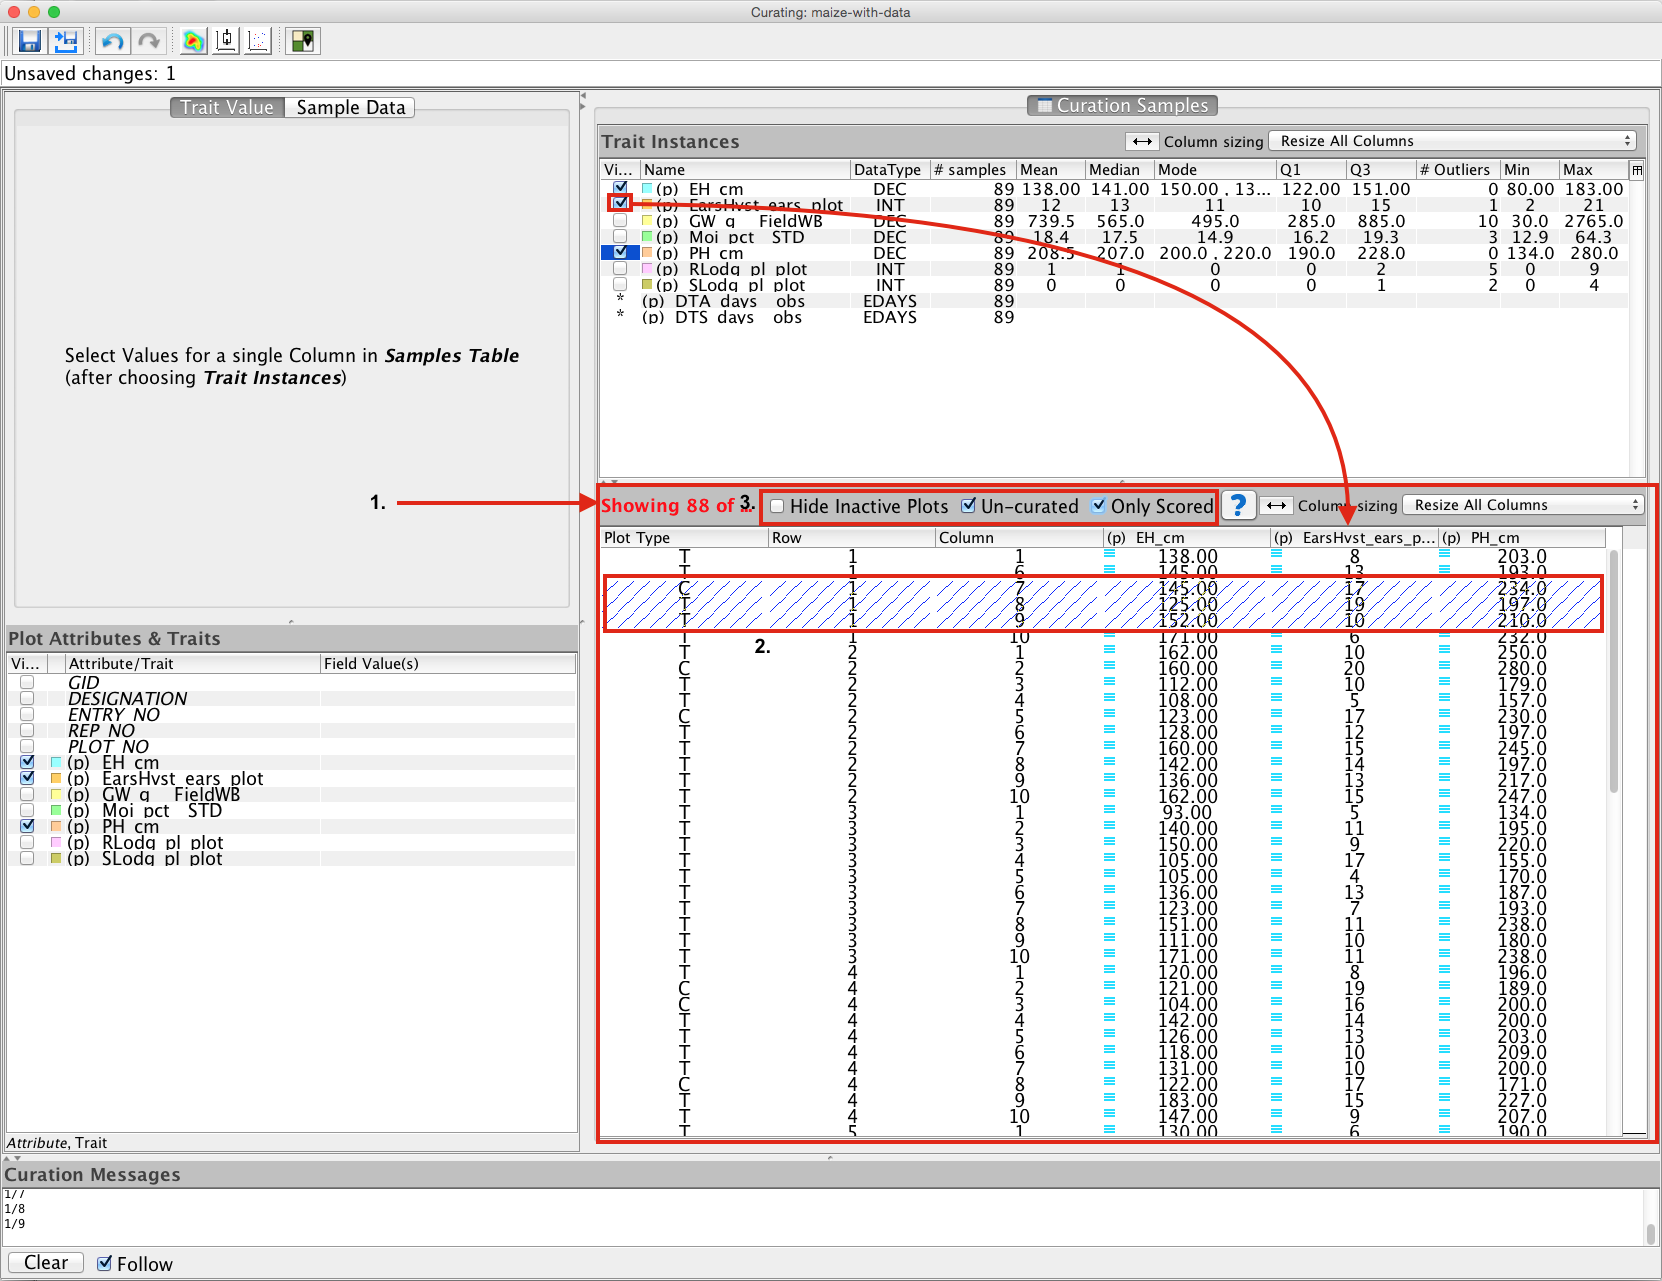 Curating: maize-with-data
Unsaved changes: 1
Trait Value Sample Data
Select Values for a single Column in Samples Table
(after choosing Trait Instances)
Plot Attributes & Traits
Vi... Attribute/Trait Field Value(s)
GID
DESIGNATION
ENTRY_NO
REP_NO
PLOT_NO
(p) EH_cm
(p) EarsHvst_ears_plot
(p) GW_g__FieldWB
(p) Moi_pct__STD
(p) PH_cm
(p) RLodg_pl_plot
(p) SLodg_pl_plot
Attribute, Trait
Curation Samples
Trait Instances Column sizing Resize All Columns
Vi... Name DataType # samples Mean Median Mode Q1 Q3 # Outliers Min Max
(p) EH_cm DEC 89 138.00 141.00 150.00 , 13... 122.00 151.00 0 80.00 183.00
(p) EarsHvst_ears_plot INT 89 12 13 11 10 15 1 2 21
(p) GW_g__FieldWB DEC 89 739.5 565.0 495.0 285.0 885.0 10 30.0 2765.0
(p) Moi_pct__STD DEC 89 18.4 17.5 14.9 16.2 19.3 3 12.9 64.3
(p) PH_cm DEC 89 208.5 207.0 200.0 , 220.0 190.0 228.0 0 134.0 280.0
(p) RLodg_pl_plot INT 89 1 1 0 0 2 5 0 9
(p) SLodg_pl_plot INT 89 0 0 0 0 1 2 0 4
* (p) DTA_days__obs EDAYS 89
* (p) DTS_days__obs EDAYS 89
1.
Showing 88 of 3. Hide Inactive Plots Un-curated Only Scored ? Column sizing Resize All Columns
Plot Type Row Column (p) EH_cm (p) EarsHvst_ears_p... (p) PH_cm
T 1 1 138.00 8 203.0
T 1 6 145.00 13 193.0
C 1 7 145.00 17 234.0
T 1 8 125.00 19 197.0
T 1 9 152.00 10 210.0
2.
T 1 10 171.00 6 232.0
T 2 1 162.00 10 250.0
C 2 2 160.00 20 280.0
T 2 3 112.00 10 179.0
T 2 4 108.00 5 157.0
C 2 5 123.00 17 230.0
T 2 6 128.00 12 197.0
T 2 7 160.00 15 245.0
T 2 8 142.00 14 197.0
T 2 9 136.00 13 217.0
T 2 10 162.00 15 247.0
T 3 1 93.00 5 134.0
T 3 2 140.00 11 195.0
T 3 3 150.00 9 220.0
T 3 4 105.00 17 155.0
T 3 5 105.00 4 170.0
T 3 6 136.00 13 187.0
T 3 7 123.00 7 193.0
T 3 8 151.00 11 238.0
T 3 9 111.00 10 180.0
T 3 10 171.00 11 238.0
T 4 1 120.00 8 196.0
C 4 2 121.00 19 189.0
C 4 3 104.00 16 200.0
T 4 4 142.00 14 200.0
T 4 5 126.00 13 203.0
T 4 6 118.00 10 209.0
T 4 7 131.00 10 200.0
C 4 8 122.00 17 171.0
T 4 9 183.00 15 227.0
T 4 10 147.00 9 207.0
T 5 1 130.00 6 190.0
Curation Messages
1/7
1/8
1/9
Clear Follow